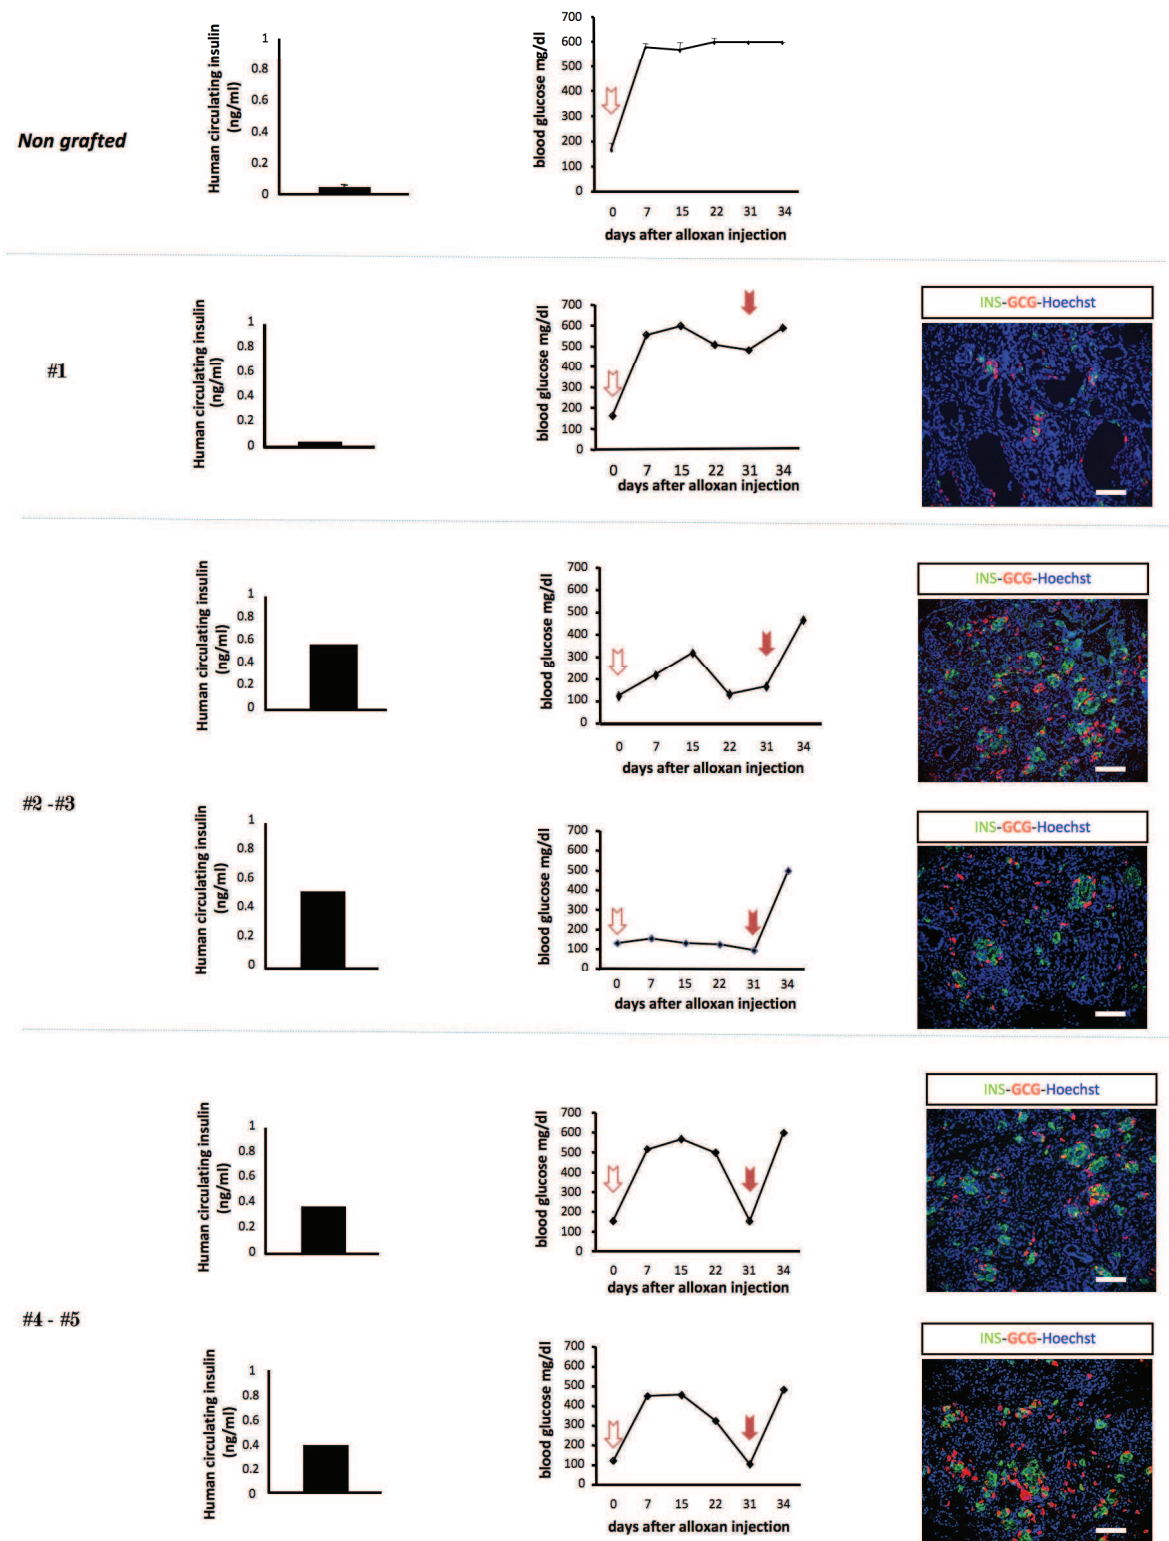 Non grafted
Human circulating insulin
(ng/ml)
1
0.8
0.6
0.4
0.2
0
blood glucose mg/dl
700
600
500
400
300
200
100
0
0 7 15 22 31 34
days after alloxan injection
#1
Human circulating insulin
(ng/ml)
1
0.8
0.6
0.4
0.2
0
blood glucose mg/dl
700
600
500
400
300
200
100
0
0 7 15 22 31 34
days after alloxan injection
INS-GCG-Hoechst
#2 -#3
Human circulating insulin
(ng/ml)
1
0.8
0.6
0.4
0.2
0
blood glucose mg/dl
700
600
500
400
300
200
100
0
0 7 15 22 31 34
days after alloxan injection
INS-GCG-Hoechst
Human circulating insulin
(ng/ml)
1
0.8
0.6
0.4
0.2
0
blood glucose mg/dl
700
600
500
400
300
200
100
0
0 7 15 22 31 34
days after alloxan injection
INS-GCG-Hoechst
#4 - #5
Human circulating insulin
(ng/ml)
1
0.8
0.6
0.4
0.2
0
blood glucose mg/dl
700
600
500
400
300
200
100
0
0 7 15 22 31 34
days after alloxan injection
INS-GCG-Hoechst
Human circulating insulin
(ng/ml)
1
0.8
0.6
0.4
0.2
0
blood glucose mg/dl
700
600
500
400
300
200
100
0
0 7 15 22 31 34
days after alloxan injection
INS-GCG-Hoechst